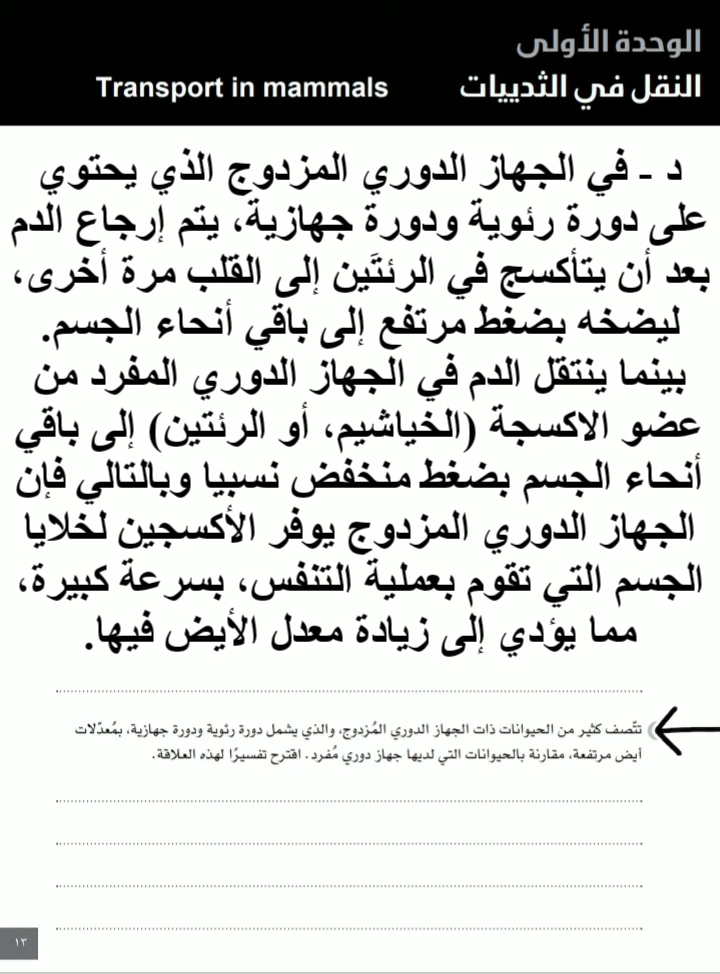 الوحدة الأولى
النقل في الثدييات Transport in mammals
د - في الجهاز الدوري المزدوج الذي يحتوي
على دورة رئوية ودورة جهازية، يتم إرجاع الدم
بعد أن يتأكسج في الرئتَين إلى القلب مرة أخرى،
ليضخه بضغط مرتفع إلى باقي أنحاء الجسم.
بينما ينتقل الدم في الجهاز الدوري المفرد من
عضو الاكسجة (الخياشيم، أو الرئتين) إلى باقي
أنحاء الجسم بضغط منخفض نسبيا وبالتالي فإن
الجهاز الدوري المزدوج يوفر الأكسجين لخلايا
الجسم التي تقوم بعملية التنفس، بسرعة كبيرة،
مما يؤدي إلى زيادة معدل الأيض فيها.
تتّصف كثير من الحيوانات ذات الجهاز الدوري المُزدوج، والذي يشمل دورة رئوية ودورة جهازية، بمُعدّلات
أيض مرتفعة، مقارنة بالحيوانات التي لديها جهاز دوري مُفرد. اقترح تفسيرًا لهذه العلاقة.
١٣